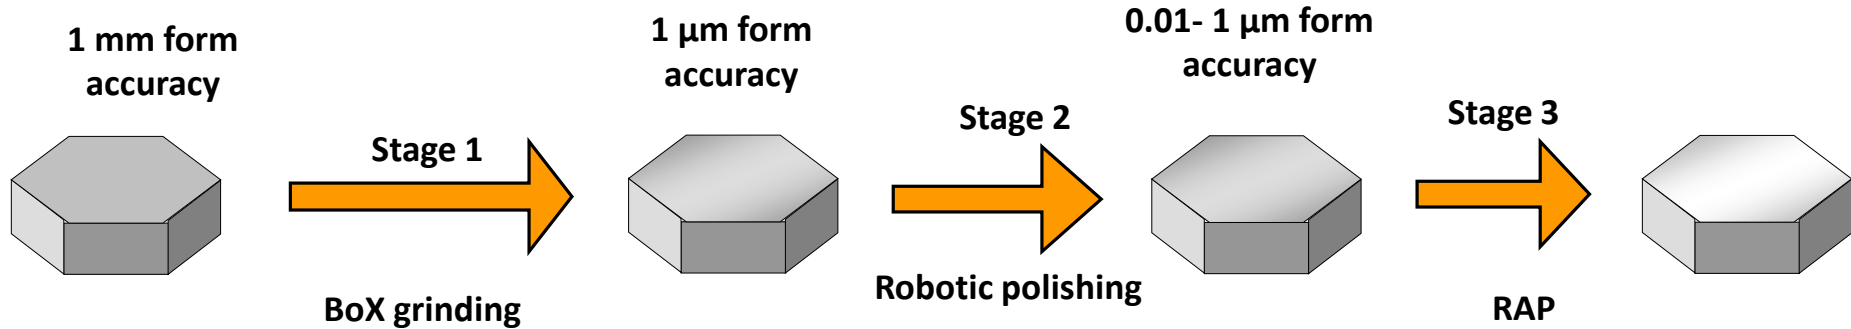 1 mm form
accuracy
1 µm form
accuracy
0.01- 1 µm form
accuracy
Stage 1
Stage 2
Stage 3
BoX grinding
Robotic polishing
RAP